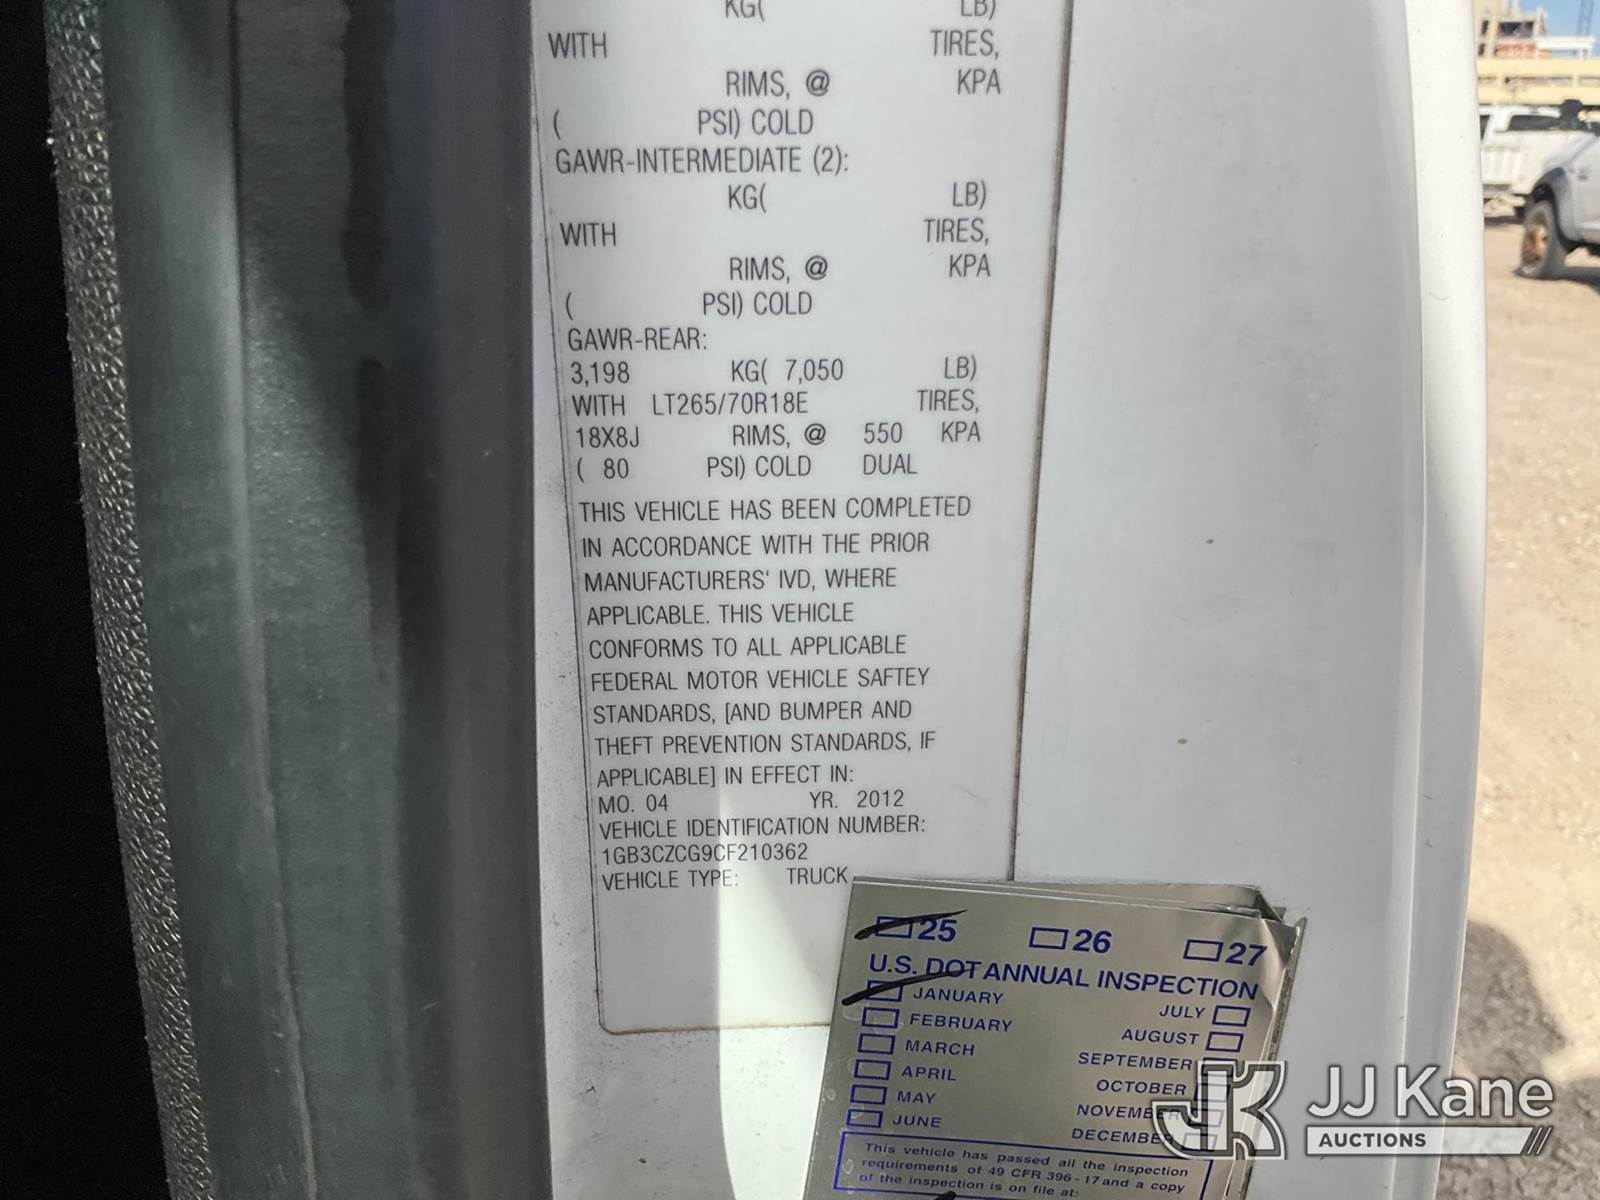 KG( LB)
WITH TIRES,
RIMS, @ KPA
( PSI) COLD
GAWR-INTERMEDIATE (2):
KG( LB)
WITH TIRES,
RIMS, @ KPA
( PSI) COLD
GAWR-REAR:
3,198 KG( 7,050 LB)
WITH LT265/70R18E TIRES,
18X8J RIMS, @ 550 KPA
( 80 PSI) COLD DUAL
THIS VEHICLE HAS BEEN COMPLETED
IN ACCORDANCE WITH THE PRIOR
MANUFACTURERS' IVD, WHERE
APPLICABLE. THIS VEHICLE
CONFORMS TO ALL APPLICABLE
FEDERAL MOTOR VEHICLE SAFTEY
STANDARDS, [AND BUMPER AND
THEFT PREVENTION STANDARDS, IF
APPLICABLE] IN EFFECT IN:
MO. 04 YR. 2012
VEHICLE IDENTIFICATION NUMBER:
1GB3CZCG9CF210362
VEHICLE TYPE: TRUCK
25 26 27
U.S. DOT ANNUAL INSPECTION
JANUARY JULY
FEBRUARY AUGUST
MARCH SEPTEMBER
APRIL OCTOBER
MAY NOVEMBER
JUNE DECEMBER
This vehicle has passed all the inspection
requirements of 49 CFR 396-17 and a copy
of the inspection is on file at:
JK JJ Kane
AUCTIONS